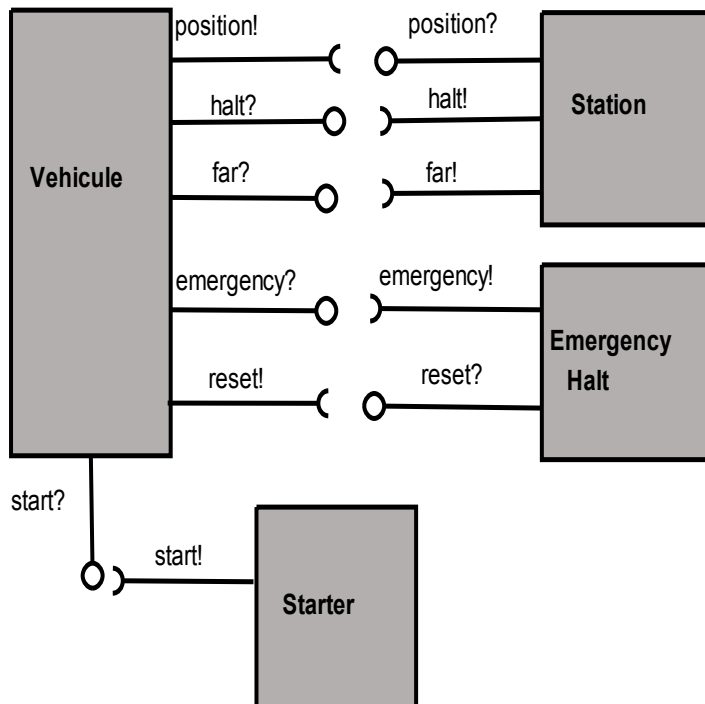 position!
position?
halt?
halt!
Station
Vehicule
far?
far!
emergency?
emergency!
Emergency
Halt
reset!
reset?
start?
start!
Starter